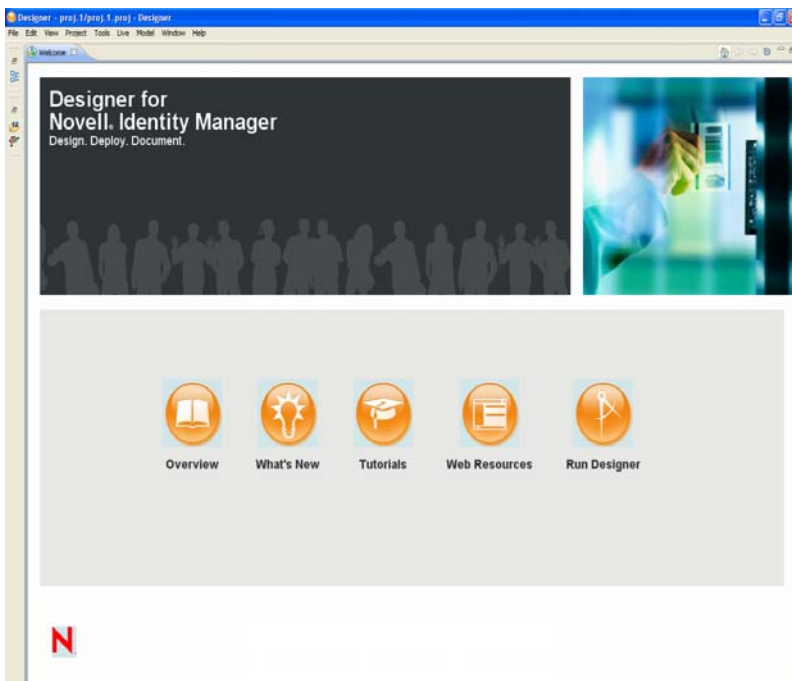 Designer - proj.1/proj.1.proj - Designer
File Edit View Project Tools Live Model Window Help
Welcome
Designer for
Novell® Identity Manager
Design. Deploy. Document.
Overview What's New Tutorials Web Resources Run Designer
N